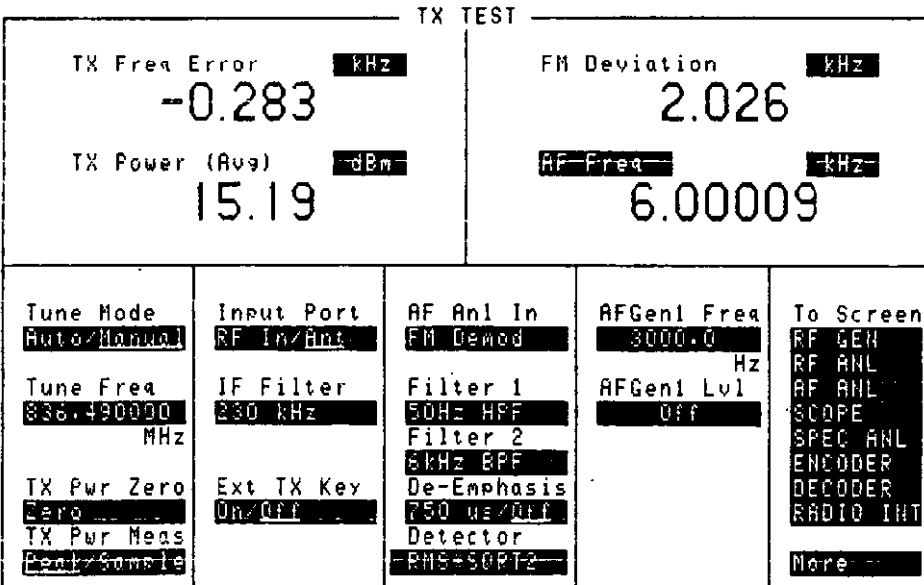 TX TEST
TX Freq Error kHz
-0.283
FM Deviation kHz
2.026
TX Power (Avg) dBm
15.19
AF Freq kHz
6.00009
Tune Mode
Auto/Manual
Tune Freq
836.490000
MHz
TX Pwr Zero
Zero
TX Pwr Meas
Peak/Sample
Input Port
RF In/Ant
IF Filter
230 kHz
Ext TX Key
On/Off
AF Anl In
FM Demod
Filter 1
50Hz HPF
Filter 2
6kHz BPF
De-Emphasis
750 us/Off
Detector
RMS*SQRT2
AFGen1 Freq
3000.0
Hz
AFGen1 Lvl
Off
To Screen
RF GEN
RF ANL
AF ANL
SCOPE
SPEC ANL
ENCODER
DECODER
RADIO INT
More